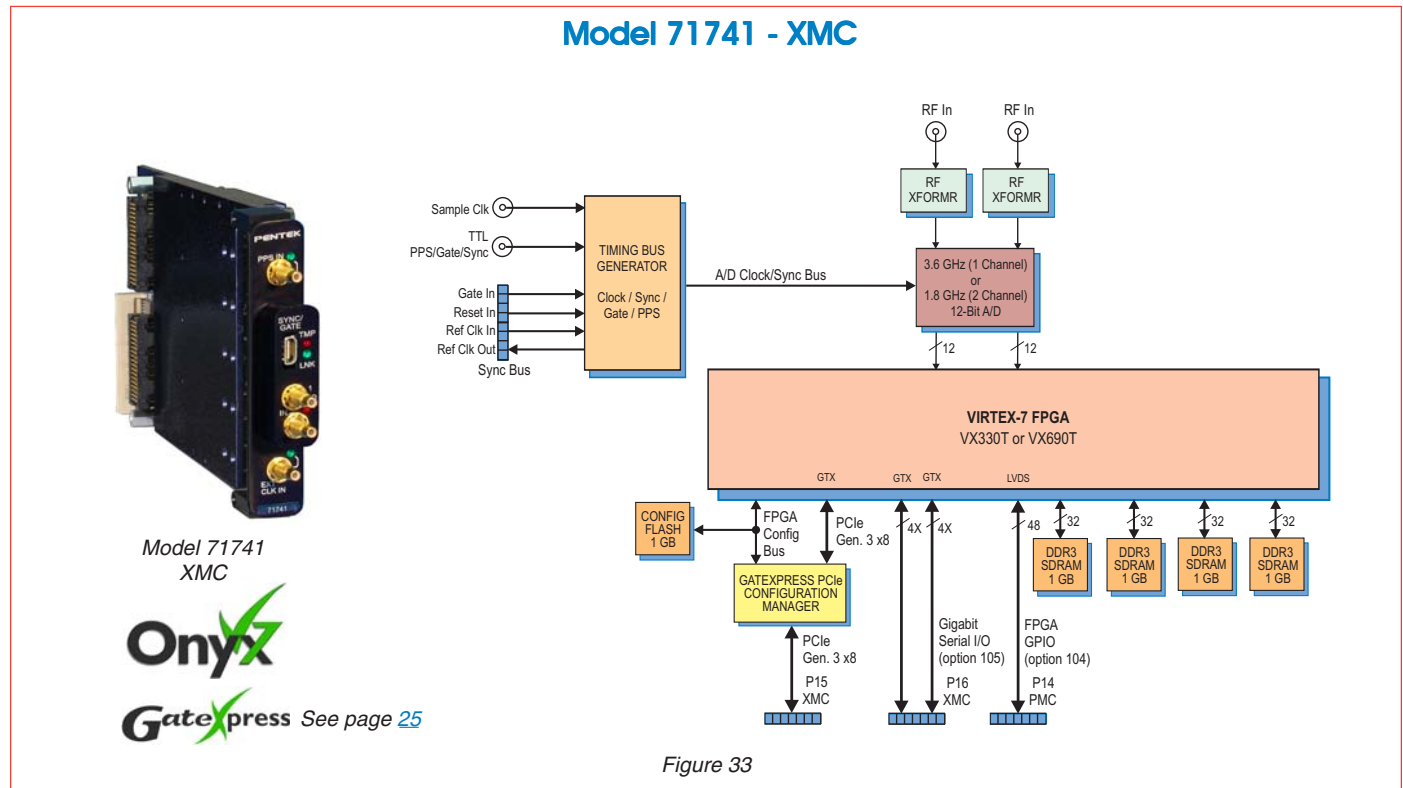 Model 71741 - XMC
RF In
RF In
RF
XFORMR
RF
XFORMR
Sample Clk
TTL
PPS/Gate/Sync
Gate In
Reset In
Ref Clk In
Ref Clk Out
Sync Bus
TIMING BUS
GENERATOR
Clock / Sync /
Gate / PPS
A/D Clock/Sync Bus
3.6 GHz (1 Channel)
or
1.8 GHz (2 Channel)
12-Bit A/D
12
12
VIRTEX-7 FPGA
VX330T or VX690T
GTX
GTX
GTX
LVDS
CONFIG
FLASH
1 GB
FPGA
Config
Bus
PCIe
Gen. 3 x8
4X
4X
48
32
32
32
32
DDR3
SDRAM
1 GB
DDR3
SDRAM
1 GB
DDR3
SDRAM
1 GB
DDR3
SDRAM
1 GB
GATEXPRESS PCIe
CONFIGURATION
MANAGER
PCIe
Gen. 3 x8
P15
XMC
Gigabit
Serial I/O
(option 105)
P16
XMC
FPGA
GPIO
(option 104)
P14
PMC
PENTEK
PPS IN
SYNC/
GATE
TMP
LNK
1
CLK IN
71741
Model 71741
XMC
Onyx7
GateXpress See page 25
Figure 33